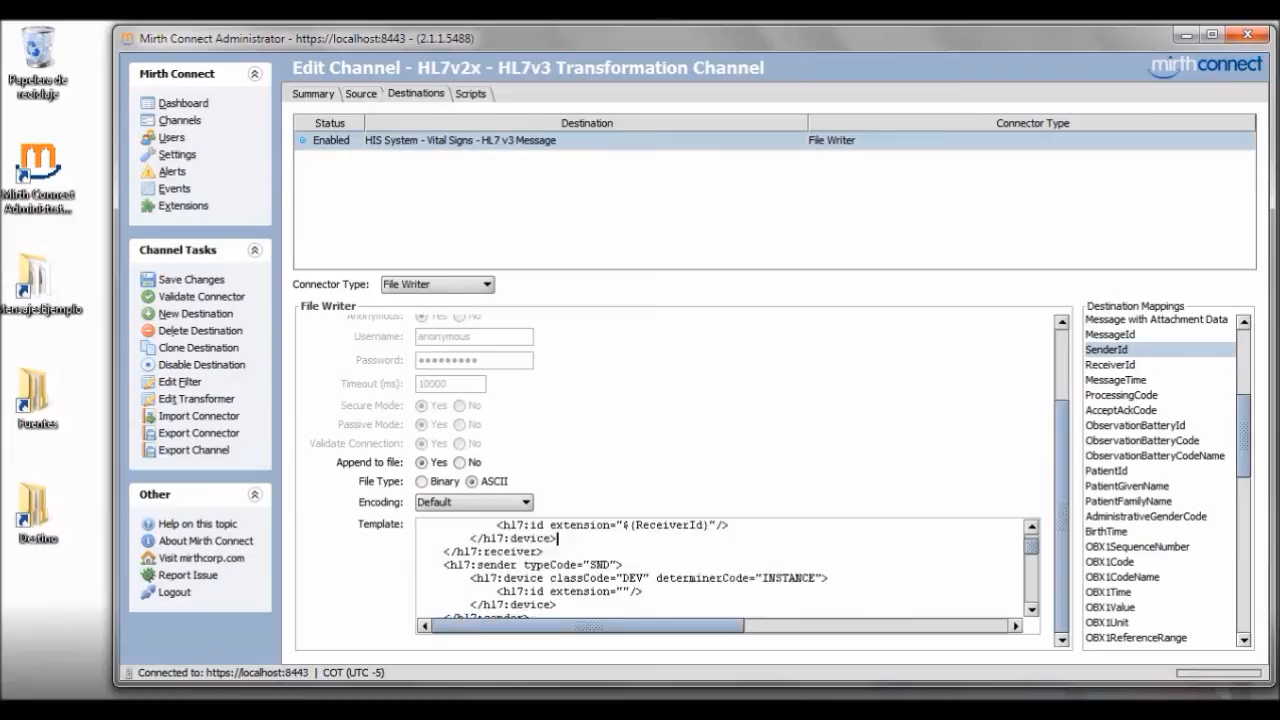 Papelera de
reciclaje
Mirth Connect
Administrat...
MensajesEjemplo
Fuentes
Destino
Mirth Connect Administrator - https://localhost:8443 - (2.1.1.5488)
Mirth Connect
Dashboard
Channels
Users
Settings
Alerts
Events
Extensions
Channel Tasks
Save Changes
Validate Connector
New Destination
Delete Destination
Clone Destination
Disable Destination
Edit Filter
Edit Transformer
Import Connector
Export Connector
Export Channel
Other
Help on this topic
About Mirth Connect
Visit mirthcorp.com
Report Issue
Logout
Edit Channel - HL7v2x - HL7v3 Transformation Channel
mirthconnect
Summary Source Destinations Scripts
Status Destination Connector Type
Enabled HIS System - Vital Signs - HL7 v3 Message File Writer
Connector Type: File Writer
File Writer
Anonymous: Yes No
Username: anonymous
Password: •••••••••
Timeout (ms): 10000
Secure Mode: Yes No
Passive Mode: Yes No
Validate Connection: Yes No
Append to file: Yes No
File Type: Binary ASCII
Encoding: Default
Template: <hl7:id extension="${ReceiverId}"/>
</hl7:device>
</hl7:receiver>
<hl7:sender typeCode="SND">
<hl7:device classCode="DEV" determinerCode="INSTANCE">
<hl7:id extension=""/>
</hl7:device>
</hl7:sender>
Destination Mappings
Message with Attachment Data
MessageId
SenderId
ReceiverId
MessageTime
ProcessingCode
AcceptAckCode
ObservationBatteryId
ObservationBatteryCode
ObservationBatteryCodeName
PatientId
PatientGivenName
PatientFamilyName
AdministrativeGenderCode
BirthTime
OBX1SequenceNumber
OBX1Code
OBX1CodeName
OBX1Time
OBX1Value
OBX1Unit
OBX1ReferenceRange
Connected to: https://localhost:8443 | COT (UTC -5)